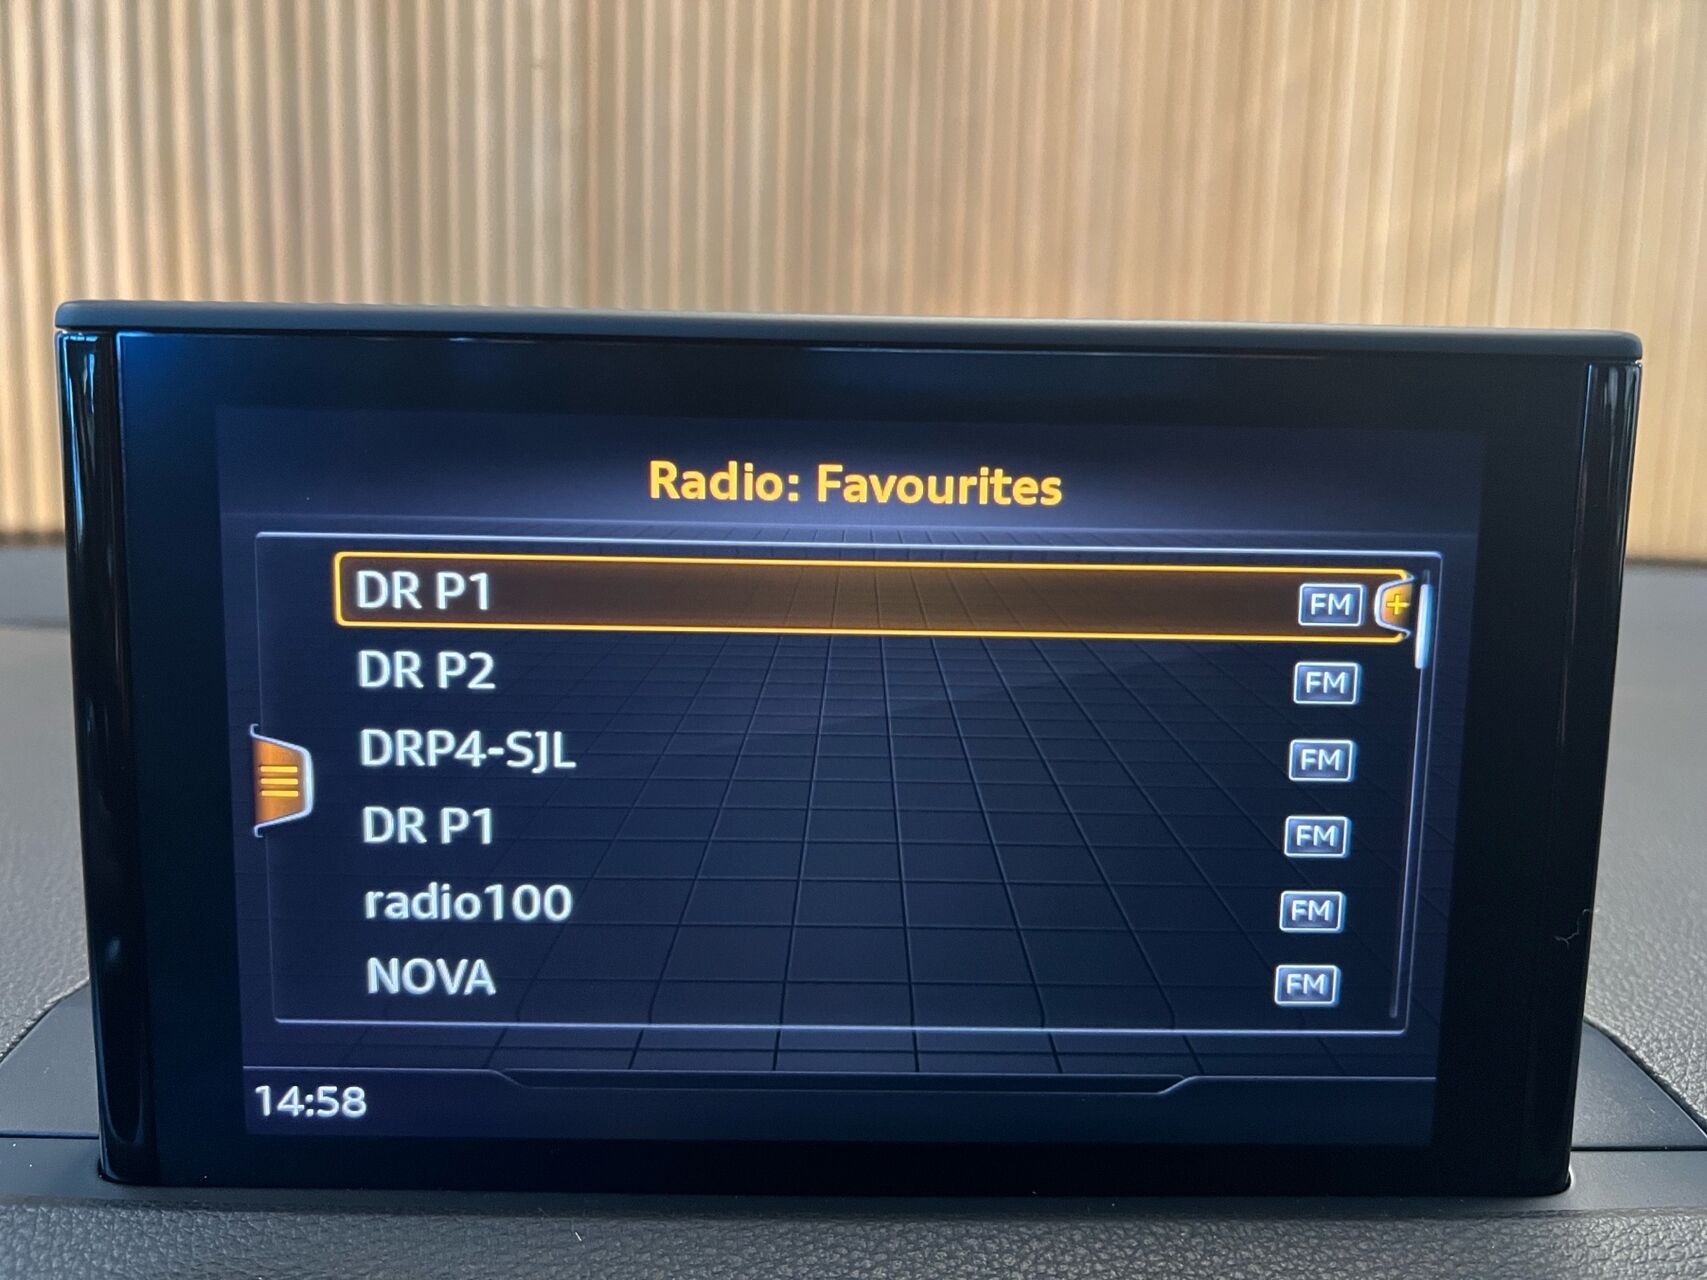 Radio: Favourites
DR P1 FM +
DR P2 FM
DRP4-SJL FM
DR P1 FM
radio100 FM
NOVA FM
14:58